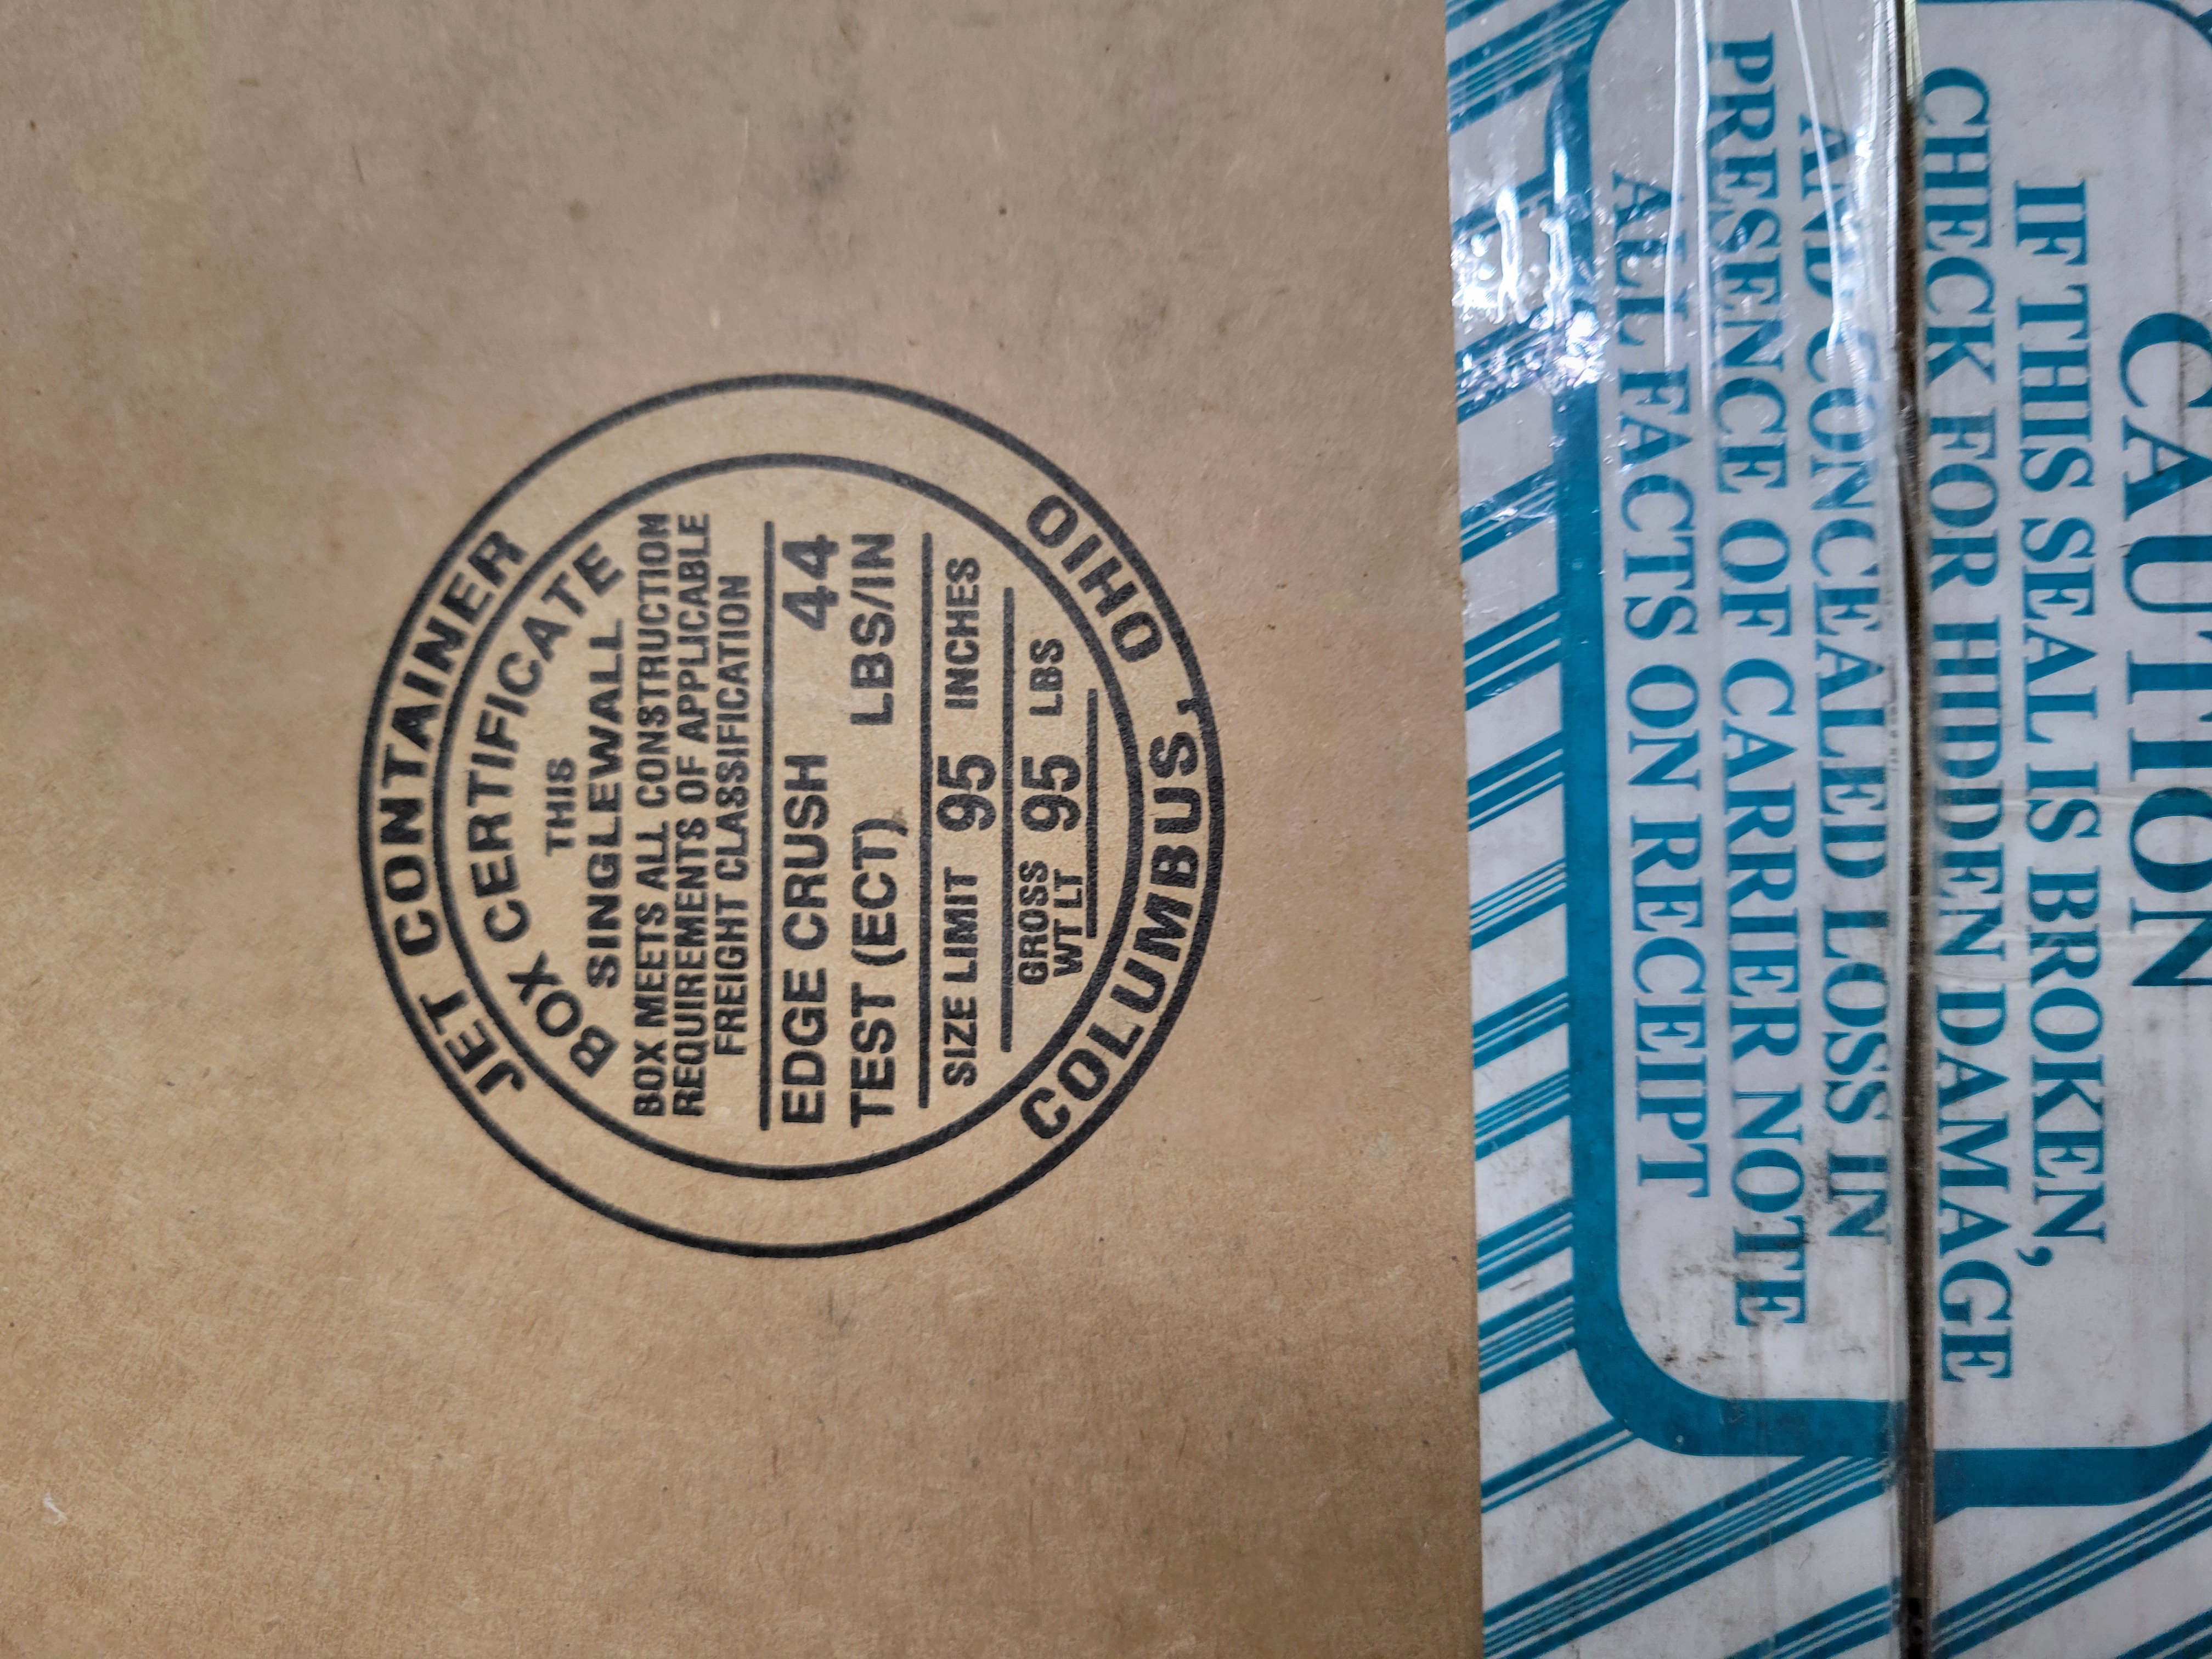 JET CONTAINER
BOX CERTIFICATE
THIS
SINGLEWALL
BOX MEETS ALL CONSTRUCTION
REQUIREMENTS OF APPLICABLE
FREIGHT CLASSIFICATION
EDGE CRUSH 44
TEST (ECT) LBS/IN
SIZE LIMIT 95 INCHES
GROSS
WT LT 95 LBS
COLUMBUS, OIHO
CAUTION
IF THIS SEAL IS BROKEN,
CHECK FOR HIDDEN DAMAGE
AND CONCEALED LOSS IN
PRESENCE OF CARRIER NOTE
ALL FACTS ON RECEIPT